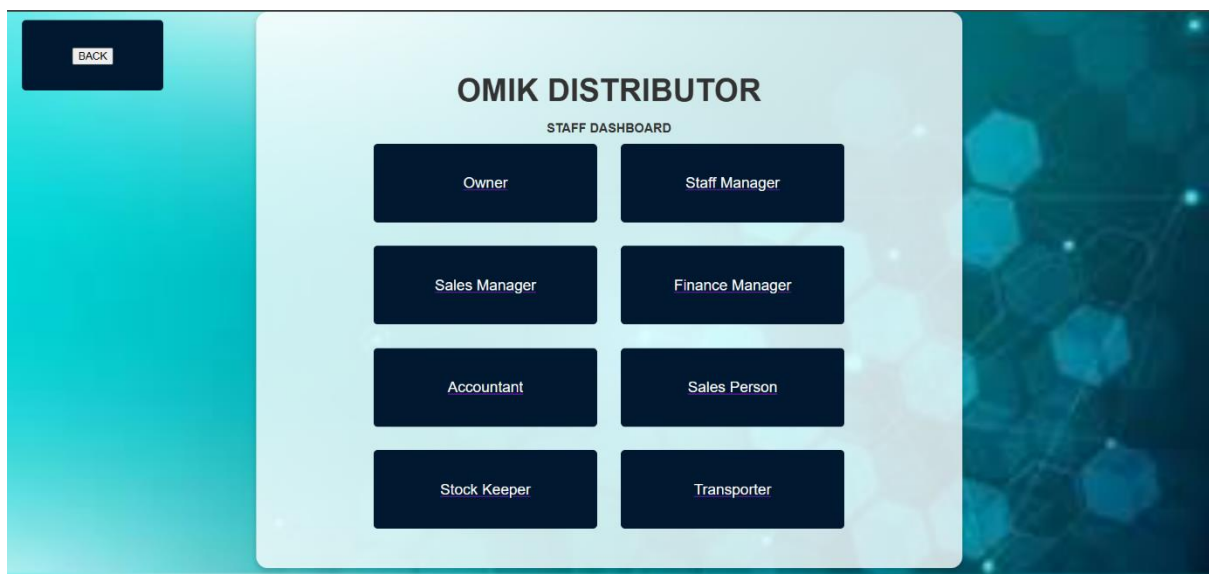 BACK
OMIK DISTRIBUTOR
STAFF DASHBOARD
Owner
Staff Manager
Sales Manager
Finance Manager
Accountant
Sales Person
Stock Keeper
Transporter